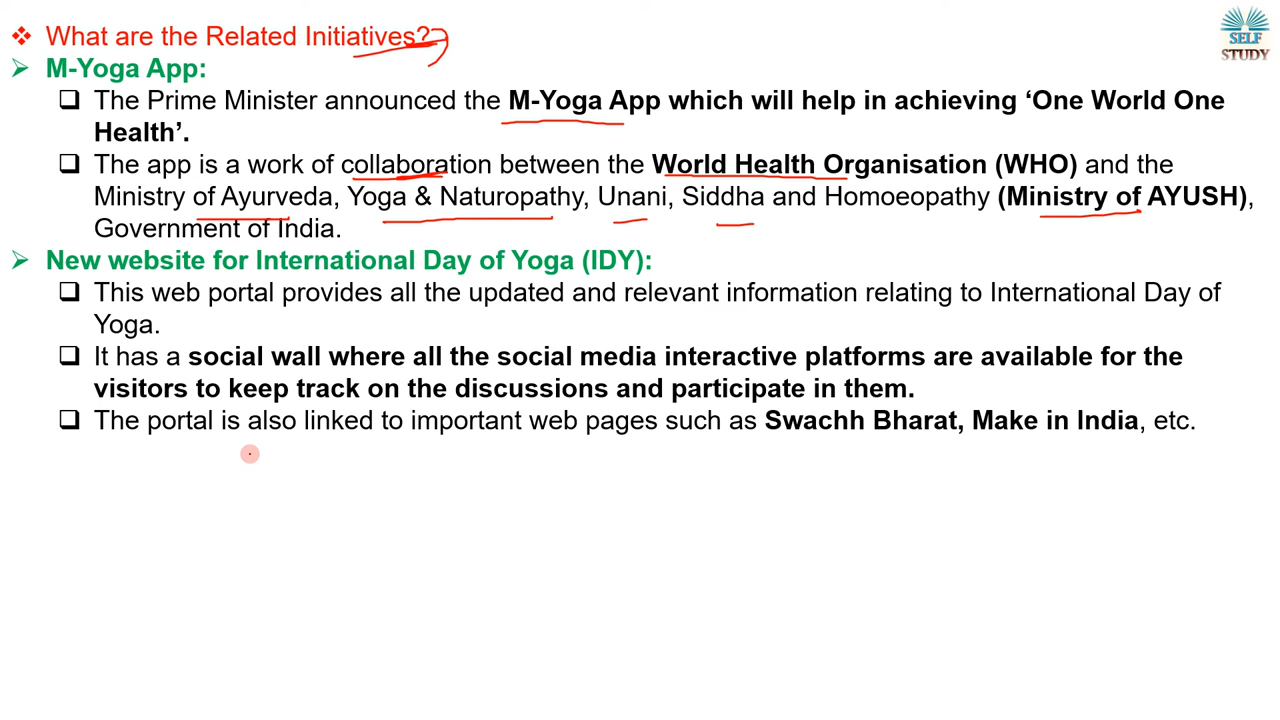 What are the Related Initiatives?
SELF
STUDY
M-Yoga App:
The Prime Minister announced the M-Yoga App which will help in achieving ‘One World One
Health’.
The app is a work of collaboration between the World Health Organisation (WHO) and the
Ministry of Ayurveda, Yoga & Naturopathy, Unani, Siddha and Homoeopathy (Ministry of AYUSH),
Government of India.
New website for International Day of Yoga (IDY):
This web portal provides all the updated and relevant information relating to International Day of
Yoga.
It has a social wall where all the social media interactive platforms are available for the
visitors to keep track on the discussions and participate in them.
The portal is also linked to important web pages such as Swachh Bharat, Make in India, etc.